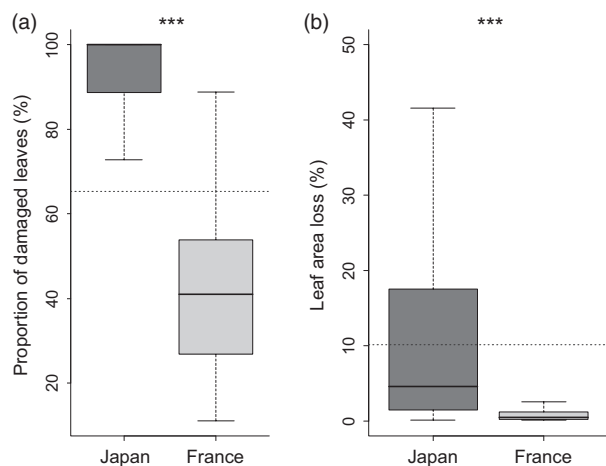 (a)
***
Proportion of damaged leaves (%)
100
80
60
40
20
Japan
France
(b)
***
Leaf area loss (%)
50
40
30
20
10
0
Japan
France